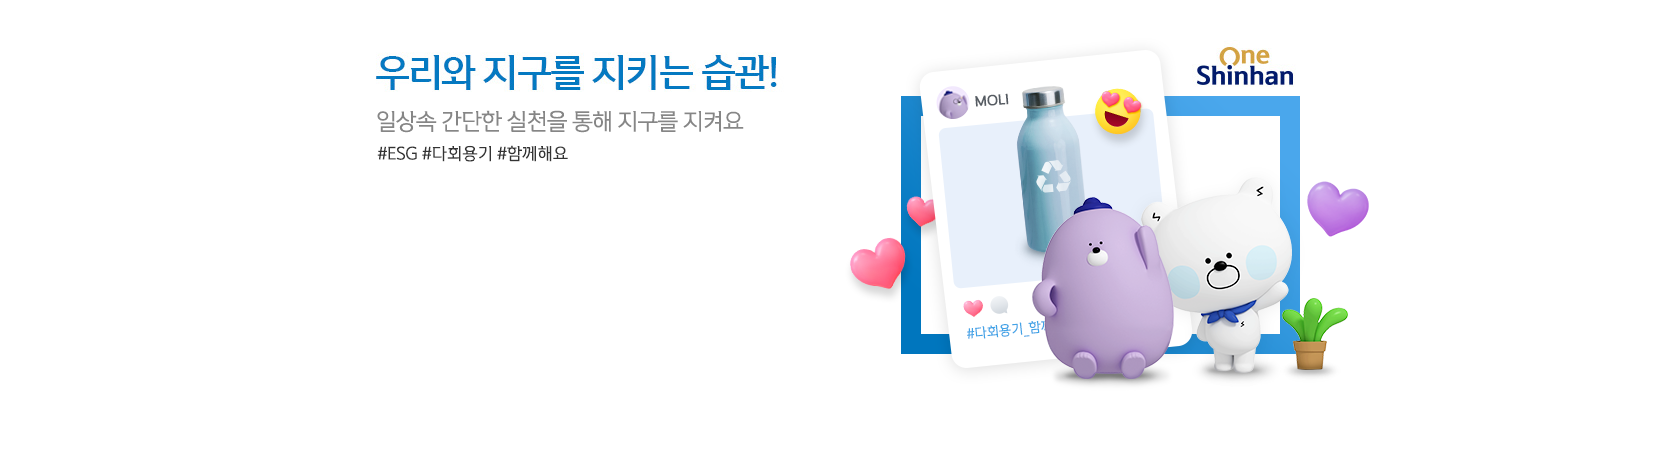 우리와 지구를 지키는 습관!
일상속 간단한 실천을 통해 지구를 지켜요
#ESG #다회용기 #함께해요
One
Shinhan
MOLI
#다회용기_함께